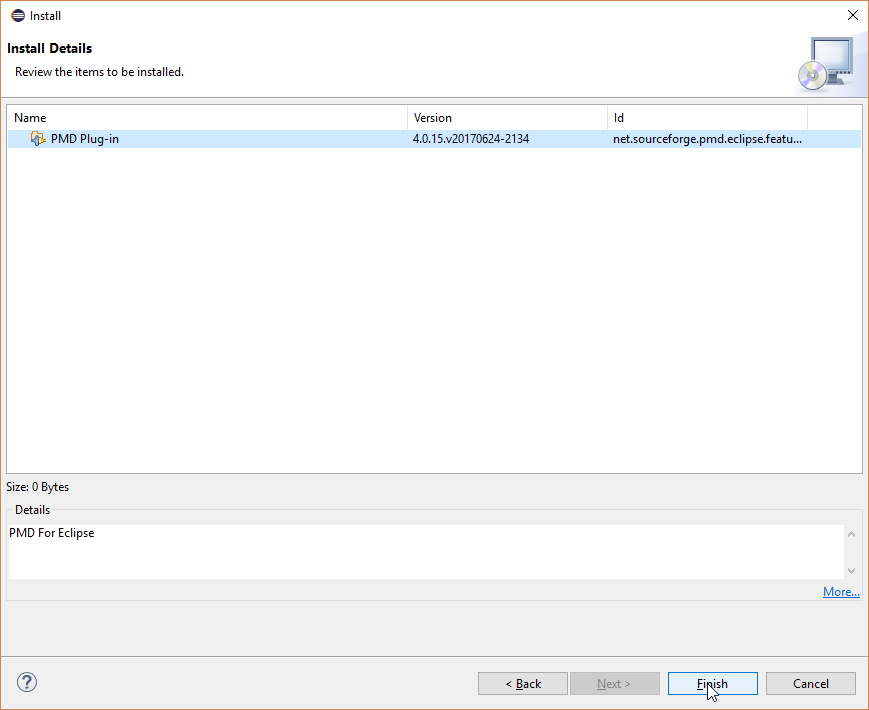 Install
Install Details
Review the items to be installed.
Name Version Id
PMD Plug-in 4.0.15.v20170624-2134 net.sourceforge.pmd.eclipse.featu...
Size: 0 Bytes
Details
PMD For Eclipse
More...
? < Back Next > Finish Cancel